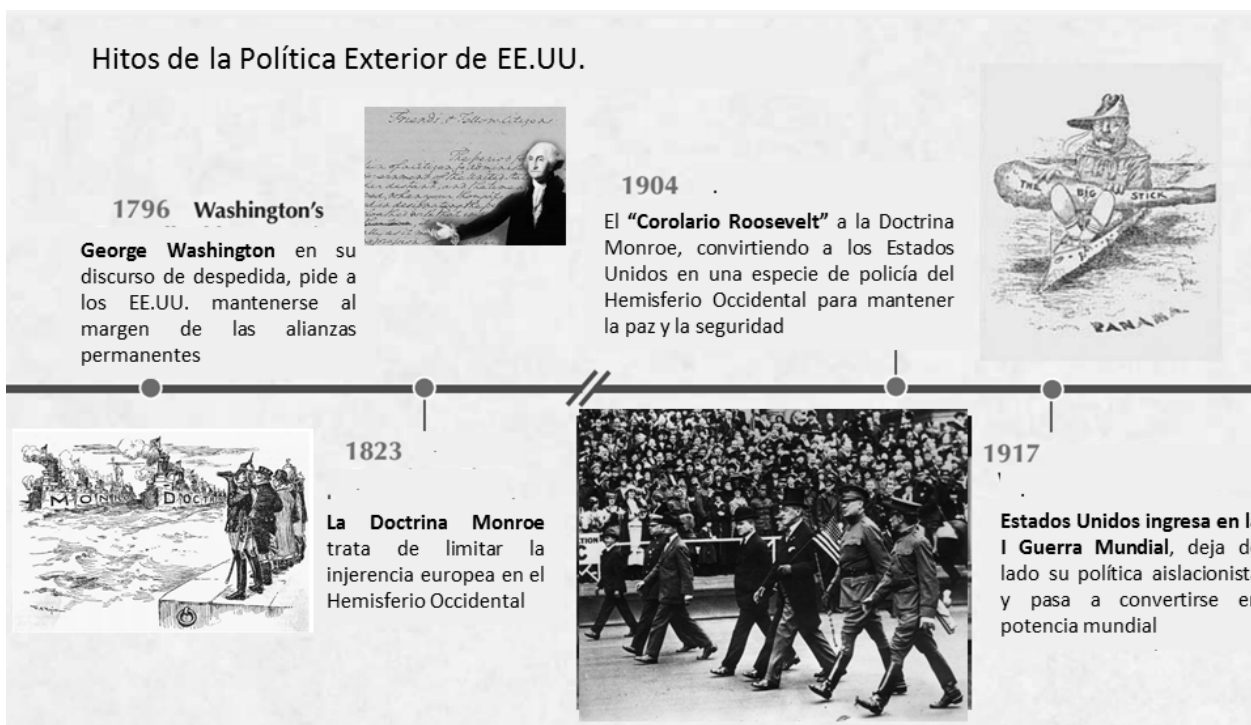 Hitos de la Política Exterior de EE.UU.
1796 Washington's
George Washington en su
discurso de despedida, pide a
los EE.UU. mantenerse al
margen de las alianzas
permanentes
Friends & Fellow Citizens
1904
El “Corolario Roosevelt” a la Doctrina
Monroe, convirtiendo a los Estados
Unidos en una especie de policía del
Hemisferio Occidental para mantener
la paz y la seguridad
THE BIG STICK
PANAMA
1823
La Doctrina Monroe
trata de limitar la
injerencia europea en el
Hemisferio Occidental
1917
Estados Unidos ingresa en l
I Guerra Mundial, deja d
lado su política aislacionist
y pasa a convertirse e
potencia mundial